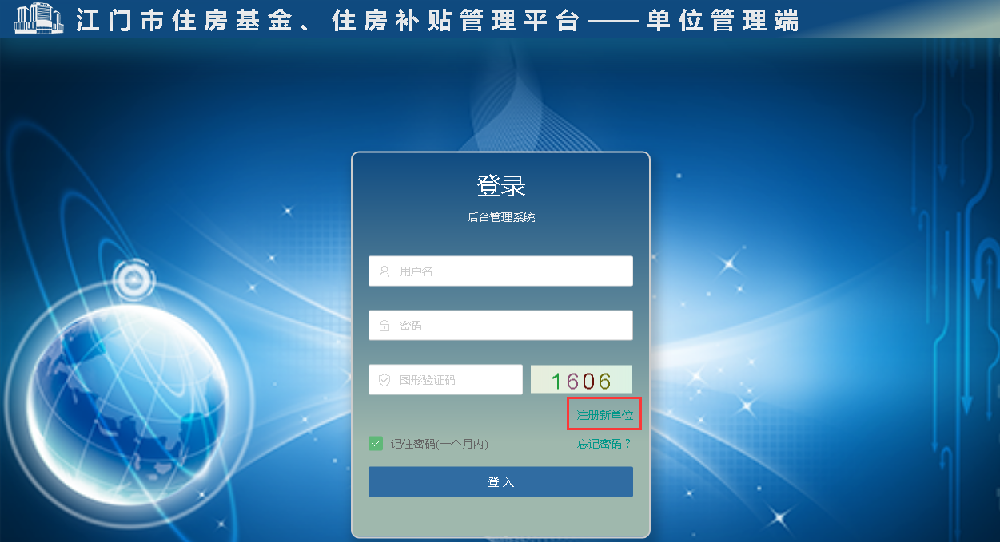 江门市住房基金、住房补贴管理平台——单位管理端
登录
后台管理系统
用户名
密码
图形验证码 1606
注册新单位
记住密码(一个月内) 忘记密码？
登 入